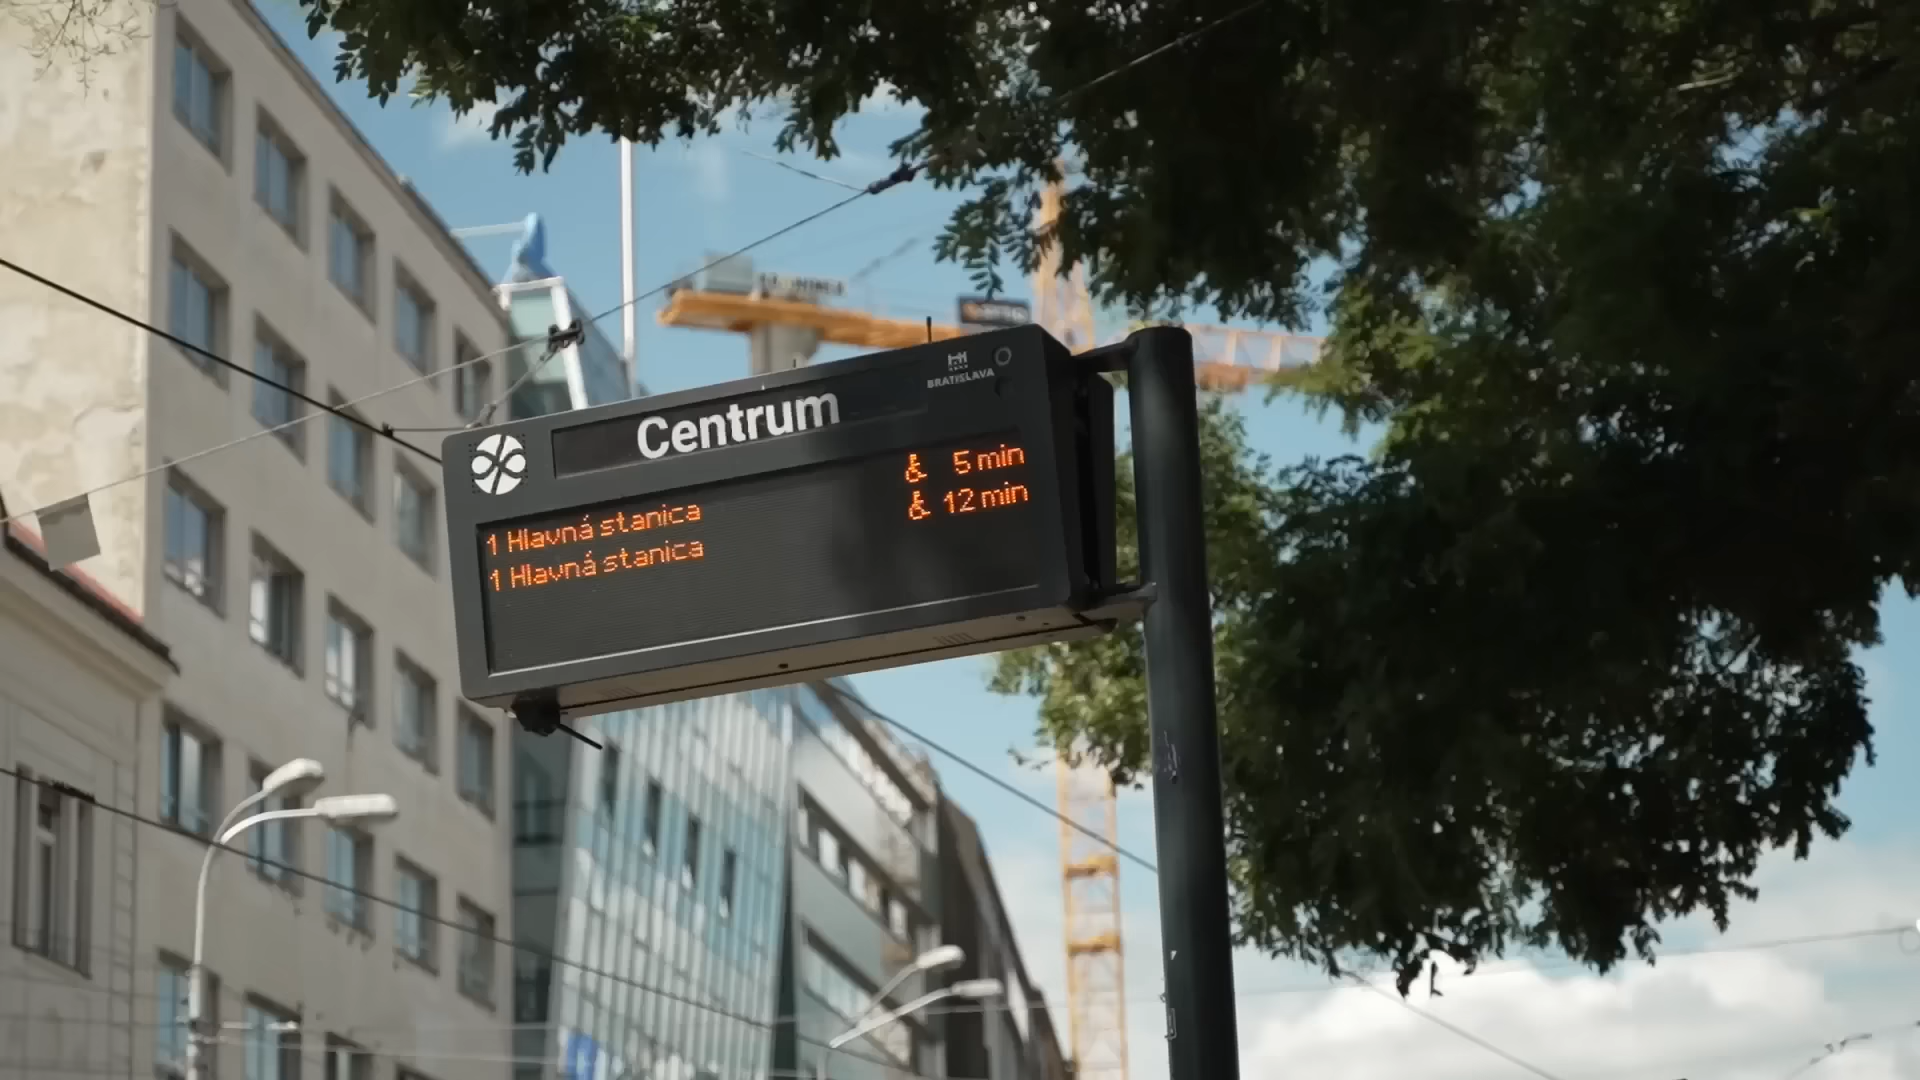 BRATISLAVA
Centrum
1 Hlavná stanica 5 min
1 Hlavná stanica 12 min